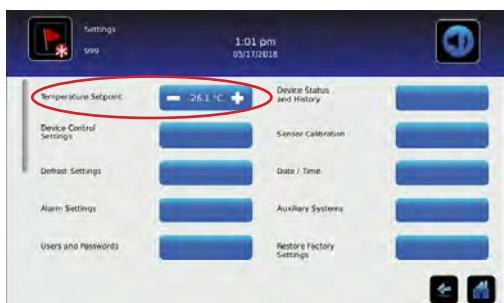 Settings
999
1:01 pm
05/17/2018
Temperature Setpoint
-26.1 °C
Device Status
and History
Device Control
Settings
Sensor Calibration
Defrost Settings
Date / Time
Alarm Settings
Auxiliary Systems
Users and Passwords
Restore Factory
Settings